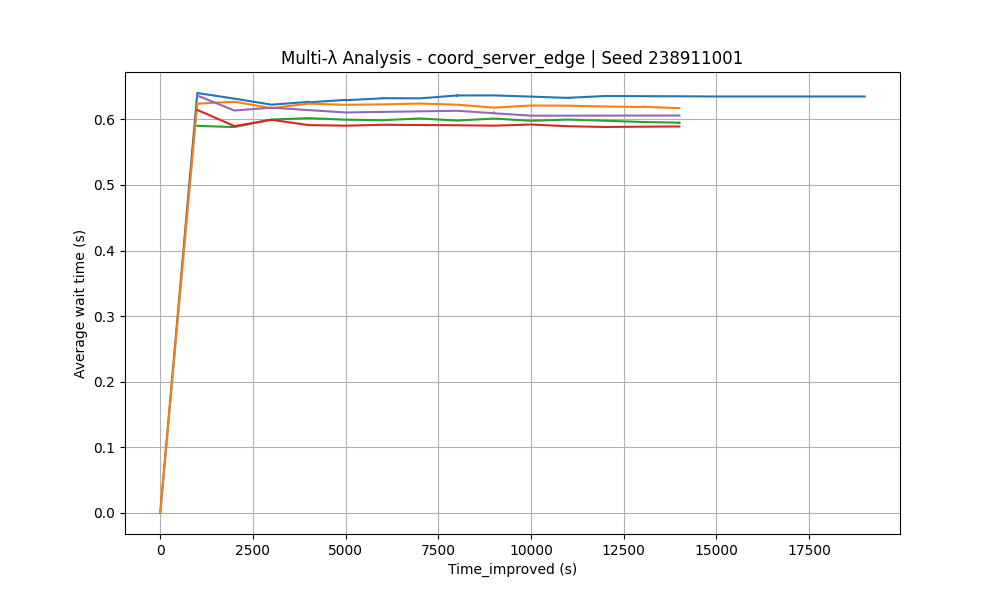 Multi-λ Analysis - coord_server_edge | Seed 238911001
Average wait time (s)
0.6
0.5
0.4
0.3
0.2
0.1
0.0
0 2500 5000 7500 10000 12500 15000 17500
Time_improved (s)